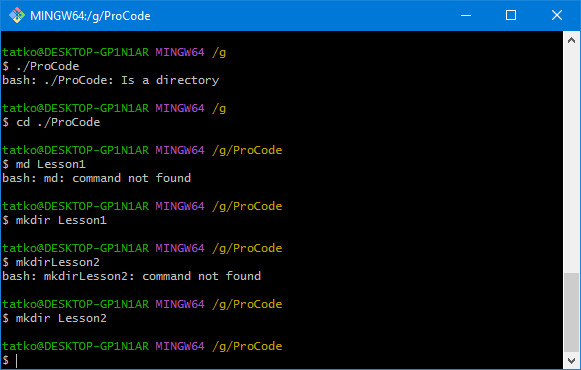 MINGW64:/g/ProCode
tatko@DESKTOP-GP1N1AR MINGW64 /g
$ ./ProCode
bash: ./ProCode: Is a directory
tatko@DESKTOP-GP1N1AR MINGW64 /g
$ cd ./ProCode
tatko@DESKTOP-GP1N1AR MINGW64 /g/ProCode
$ md Lesson1
bash: md: command not found
tatko@DESKTOP-GP1N1AR MINGW64 /g/ProCode
$ mkdir Lesson1
tatko@DESKTOP-GP1N1AR MINGW64 /g/ProCode
$ mkdirLesson2
bash: mkdirLesson2: command not found
tatko@DESKTOP-GP1N1AR MINGW64 /g/ProCode
$ mkdir Lesson2
tatko@DESKTOP-GP1N1AR MINGW64 /g/ProCode
$